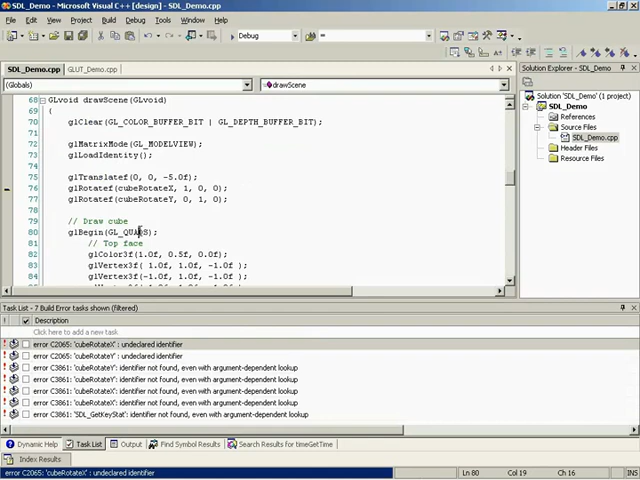 SDL_Demo - Microsoft Visual C++ [design] - SDL_Demo.cpp
File Edit View Project Build Debug Tools Window Help
Debug
SDL_Demo.cpp GLUT_Demo.cpp
(Globals) drawScene
68 GLvoid drawScene(GLvoid)
69 {
70 glClear(GL_COLOR_BUFFER_BIT | GL_DEPTH_BUFFER_BIT);
71
72 glMatrixMode(GL_MODELVIEW);
73 glLoadIdentity();
74
75 glTranslatef(0, 0, -5.0f);
76 glRotatef(cubeRotateX, 1, 0, 0);
77 glRotatef(cubeRotateY, 0, 1, 0);
78
79 // Draw cube
80 glBegin(GL_QUADS);
81 // Top face
82 glColor3f(1.0f, 0.5f, 0.0f);
83 glVertex3f( 1.0f, 1.0f, -1.0f );
84 glVertex3f(-1.0f, 1.0f, -1.0f );
Solution Explorer - SDL_Demo
Solution 'SDL_Demo' (1 project)
SDL_Demo
References
Source Files
SDL_Demo.cpp
Header Files
Resource Files
Task List - 7 Build Error tasks shown (filtered)
! Description
Click here to add a new task
error C2065: 'cubeRotateX' : undeclared identifier
error C2065: 'cubeRotateY' : undeclared identifier
error C3861: 'cubeRotateY': identifier not found, even with argument-dependent lookup
error C3861: 'cubeRotateX': identifier not found, even with argument-dependent lookup
error C3861: 'cubeRotateX': identifier not found, even with argument-dependent lookup
error C3861: 'cubeRotateY': identifier not found, even with argument-dependent lookup
error C3861: 'SDL_GetKeyStat': identifier not found, even with argument-dependent lookup
Dynamic Help Task List Output Find Symbol Results Search Results for timeGetTime
Index Results
error C2065: 'cubeRotateX' : undeclared identifier Ln 80 Col 19 Ch 16 INS